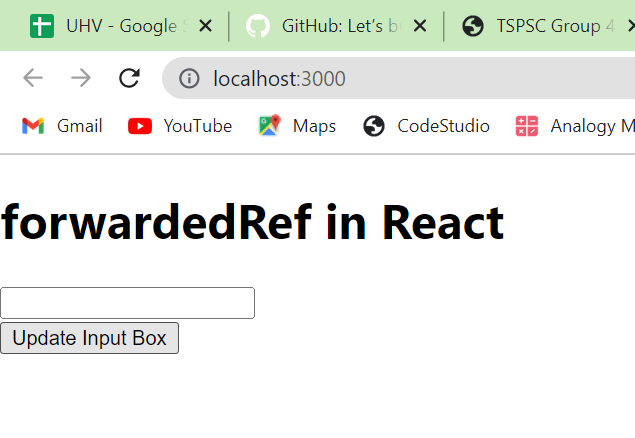 UHV - Google
GitHub: Let's b
TSPSC Group 4
localhost:3000
Gmail
YouTube
Maps
CodeStudio
Analogy M
forwardedRef in React
Update Input Box